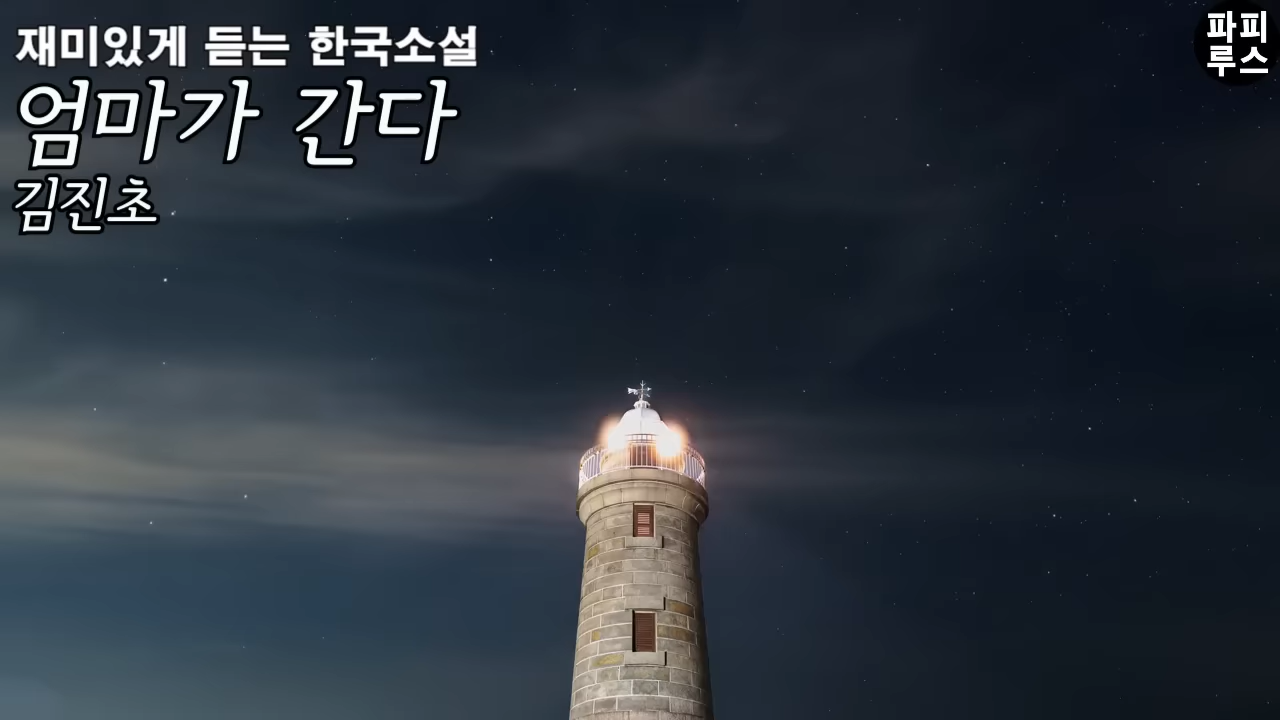 재미있게 듣는 한국소설
엄마가 간다
김진초
파피
루스